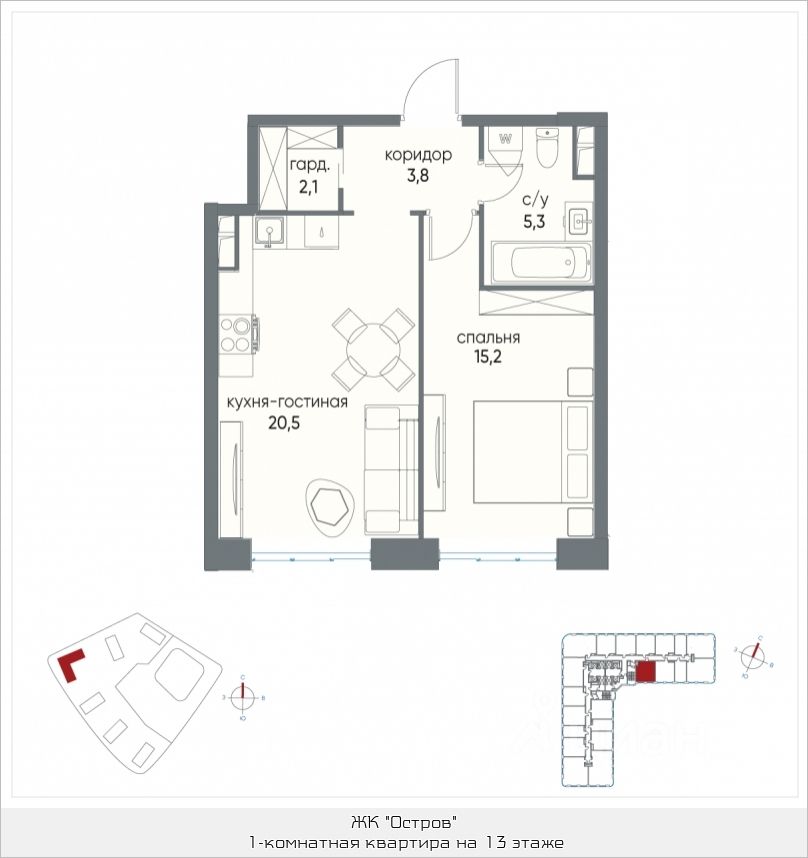 W
гард.
2,1
коридор
3,8
с/у
5,3
спальня
15,2
кухня-гостиная
20,5
С
З
В
Ю
С
З
В
Ю
ЖК "Остров"
1-комнатная квартира на 13 этаже